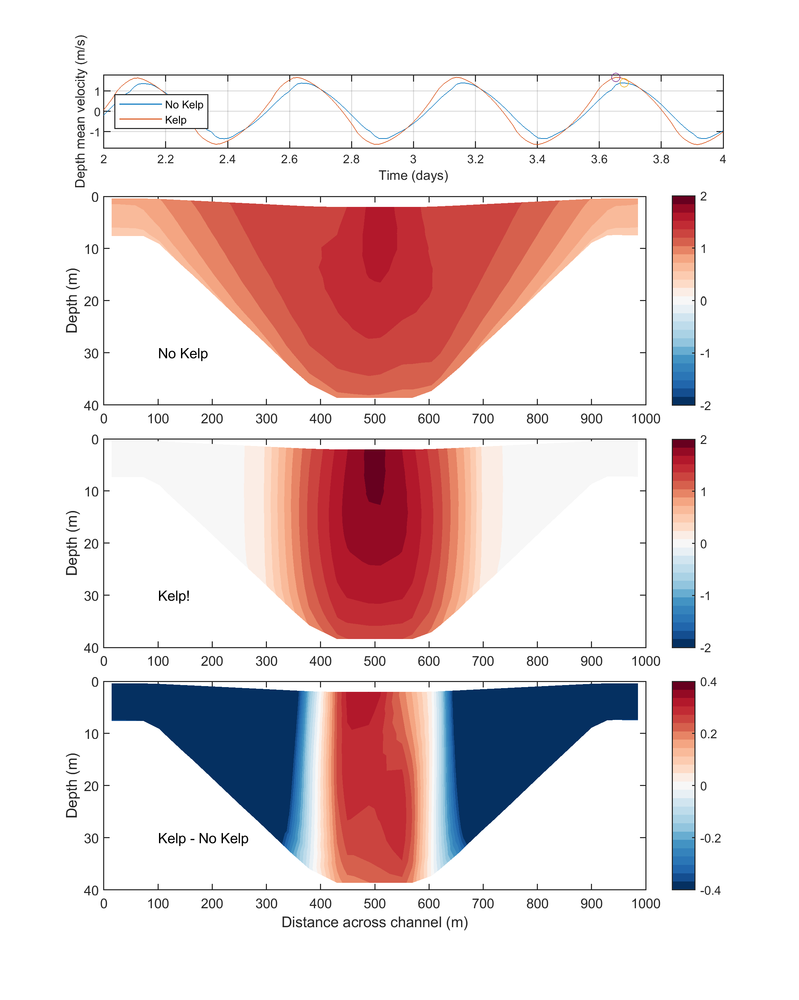 Depth mean velocity (m/s)
1
0
-1
No Kelp
Kelp
2 2.2 2.4 2.6 2.8 3 3.2 3.4 3.6 3.8 4
Time (days)
Depth (m)
0
10
20
30
40
No Kelp
0 100 200 300 400 500 600 700 800 900 1000
2
1
0
-1
-2
Depth (m)
0
10
20
30
40
Kelp!
0 100 200 300 400 500 600 700 800 900 1000
2
1
0
-1
-2
Depth (m)
0
10
20
30
40
Kelp - No Kelp
0 100 200 300 400 500 600 700 800 900 1000
Distance across channel (m)
0.4
0.2
0
-0.2
-0.4